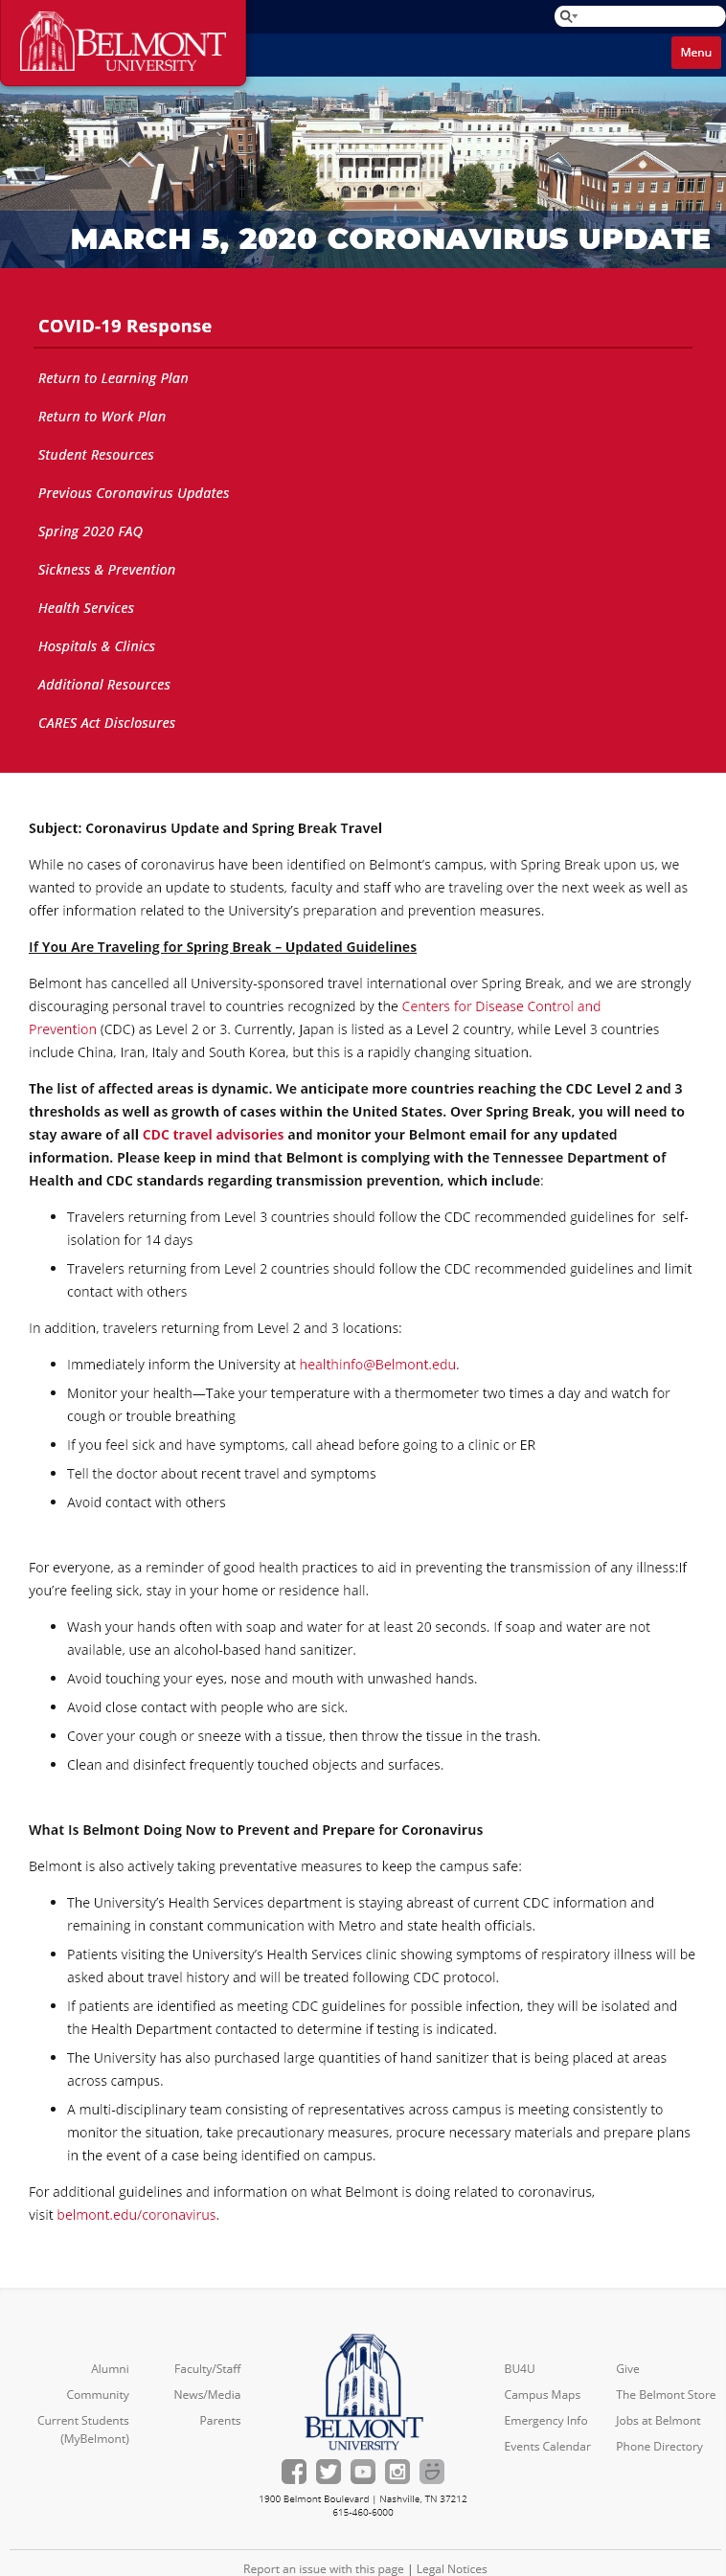 BELMONT
UNIVERSITY
Menu
MARCH 5, 2020 CORONAVIRUS UPDATE
COVID-19 Response
Return to Learning Plan
Return to Work Plan
Student Resources
Previous Coronavirus Updates
Spring 2020 FAQ
Sickness & Prevention
Health Services
Hospitals & Clinics
Additional Resources
CARES Act Disclosures
Subject: Coronavirus Update and Spring Break Travel
While no cases of coronavirus have been identified on Belmont’s campus, with Spring Break upon us, we
wanted to provide an update to students, faculty and staff who are traveling over the next week as well as
offer information related to the University’s preparation and prevention measures.
If You Are Traveling for Spring Break – Updated Guidelines
Belmont has cancelled all University-sponsored travel international over Spring Break, and we are strongly
discouraging personal travel to countries recognized by the Centers for Disease Control and
Prevention (CDC) as Level 2 or 3. Currently, Japan is listed as a Level 2 country, while Level 3 countries
include China, Iran, Italy and South Korea, but this is a rapidly changing situation.
The list of affected areas is dynamic. We anticipate more countries reaching the CDC Level 2 and 3
thresholds as well as growth of cases within the United States. Over Spring Break, you will need to
stay aware of all CDC travel advisories and monitor your Belmont email for any updated
information. Please keep in mind that Belmont is complying with the Tennessee Department of
Health and CDC standards regarding transmission prevention, which include:
• Travelers returning from Level 3 countries should follow the CDC recommended guidelines for self-
isolation for 14 days
• Travelers returning from Level 2 countries should follow the CDC recommended guidelines and limit
contact with others
In addition, travelers returning from Level 2 and 3 locations:
• Immediately inform the University at healthinfo@Belmont.edu.
• Monitor your health—Take your temperature with a thermometer two times a day and watch for
cough or trouble breathing
• If you feel sick and have symptoms, call ahead before going to a clinic or ER
• Tell the doctor about recent travel and symptoms
• Avoid contact with others
For everyone, as a reminder of good health practices to aid in preventing the transmission of any illness:If
you’re feeling sick, stay in your home or residence hall.
• Wash your hands often with soap and water for at least 20 seconds. If soap and water are not
available, use an alcohol-based hand sanitizer.
• Avoid touching your eyes, nose and mouth with unwashed hands.
• Avoid close contact with people who are sick.
• Cover your cough or sneeze with a tissue, then throw the tissue in the trash.
• Clean and disinfect frequently touched objects and surfaces.
What Is Belmont Doing Now to Prevent and Prepare for Coronavirus
Belmont is also actively taking preventative measures to keep the campus safe:
• The University’s Health Services department is staying abreast of current CDC information and
remaining in constant communication with Metro and state health officials.
• Patients visiting the University’s Health Services clinic showing symptoms of respiratory illness will be
asked about travel history and will be treated following CDC protocol.
• If patients are identified as meeting CDC guidelines for possible infection, they will be isolated and
the Health Department contacted to determine if testing is indicated.
• The University has also purchased large quantities of hand sanitizer that is being placed at areas
across campus.
• A multi-disciplinary team consisting of representatives across campus is meeting consistently to
monitor the situation, take precautionary measures, procure necessary materials and prepare plans
in the event of a case being identified on campus.
For additional guidelines and information on what Belmont is doing related to coronavirus,
visit belmont.edu/coronavirus.
Alumni
Community
Current Students
(MyBelmont)
Faculty/Staff
News/Media
Parents
BELMONT
UNIVERSITY
1900 Belmont Boulevard | Nashville, TN 37212
615-460-6000
BU4U
Campus Maps
Emergency Info
Events Calendar
Give
The Belmont Store
Jobs at Belmont
Phone Directory
Report an issue with this page | Legal Notices